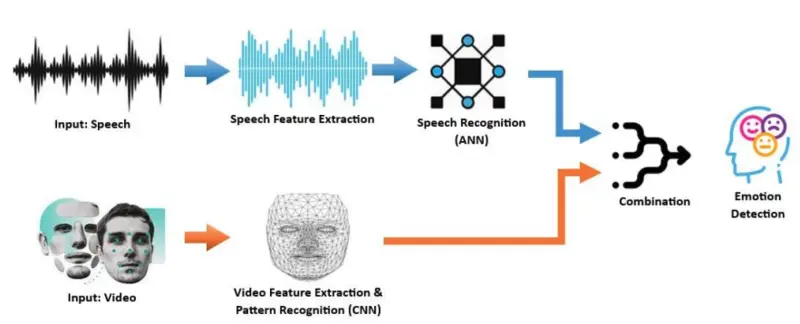 Input: Speech
Speech Feature Extraction
Speech Recognition
(ANN)
Combination
Emotion
Detection
Input: Video
Video Feature Extraction &
Pattern Recognition (CNN)